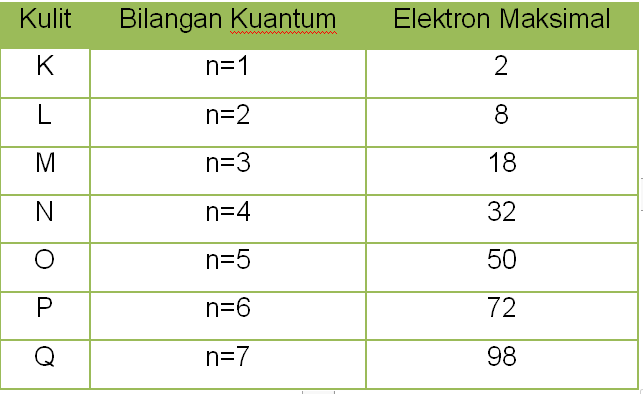 Kulit Bilangan Kuantum Elektron Maksimal
K n=1 2
L n=2 8
M n=3 18
N n=4 32
O n=5 50
P n=6 72
Q n=7 98